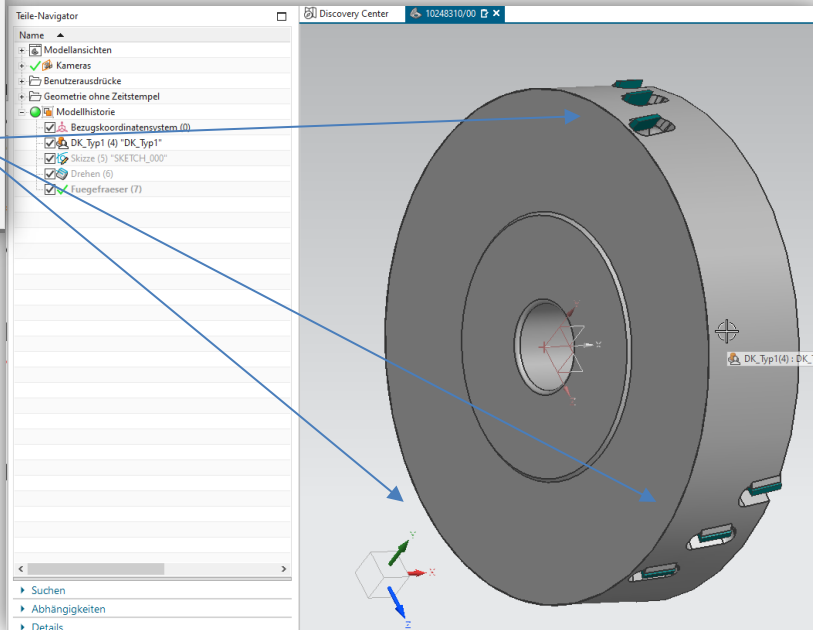 Teile-Navigator
Discovery Center
10248310/00
Name
Modellansichten
Kameras
Benutzerausdrücke
Geometrie ohne Zeitstempel
Modellhistorie
Bezugskoordinatensystem (0)
DK_Typ1 (4) "DK_Typ1"
Skizze (5) "SKETCH_000"
Drehen (6)
Fuegefraeser (7)
DK_Typ1(4) : DK_T
Y
X
Z
Suchen
Abhängigkeiten
Details